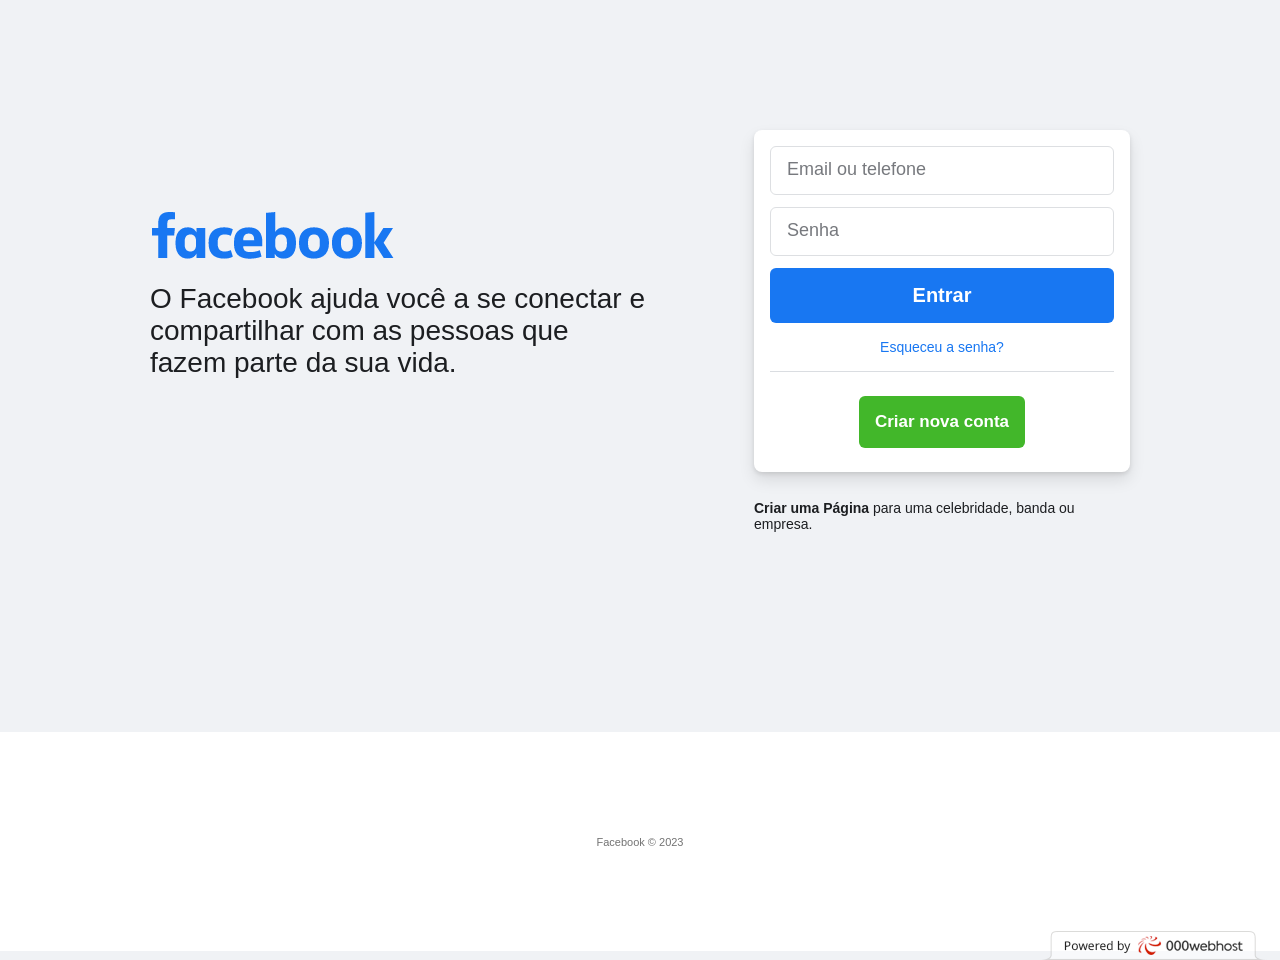 facebook
O Facebook ajuda você a se conectar e
compartilhar com as pessoas que
fazem parte da sua vida.
Email ou telefone
Senha
Entrar
Esqueceu a senha?
Criar nova conta
Criar uma Página para uma celebridade, banda ou
empresa.
Facebook © 2023
Powered by 000webhost